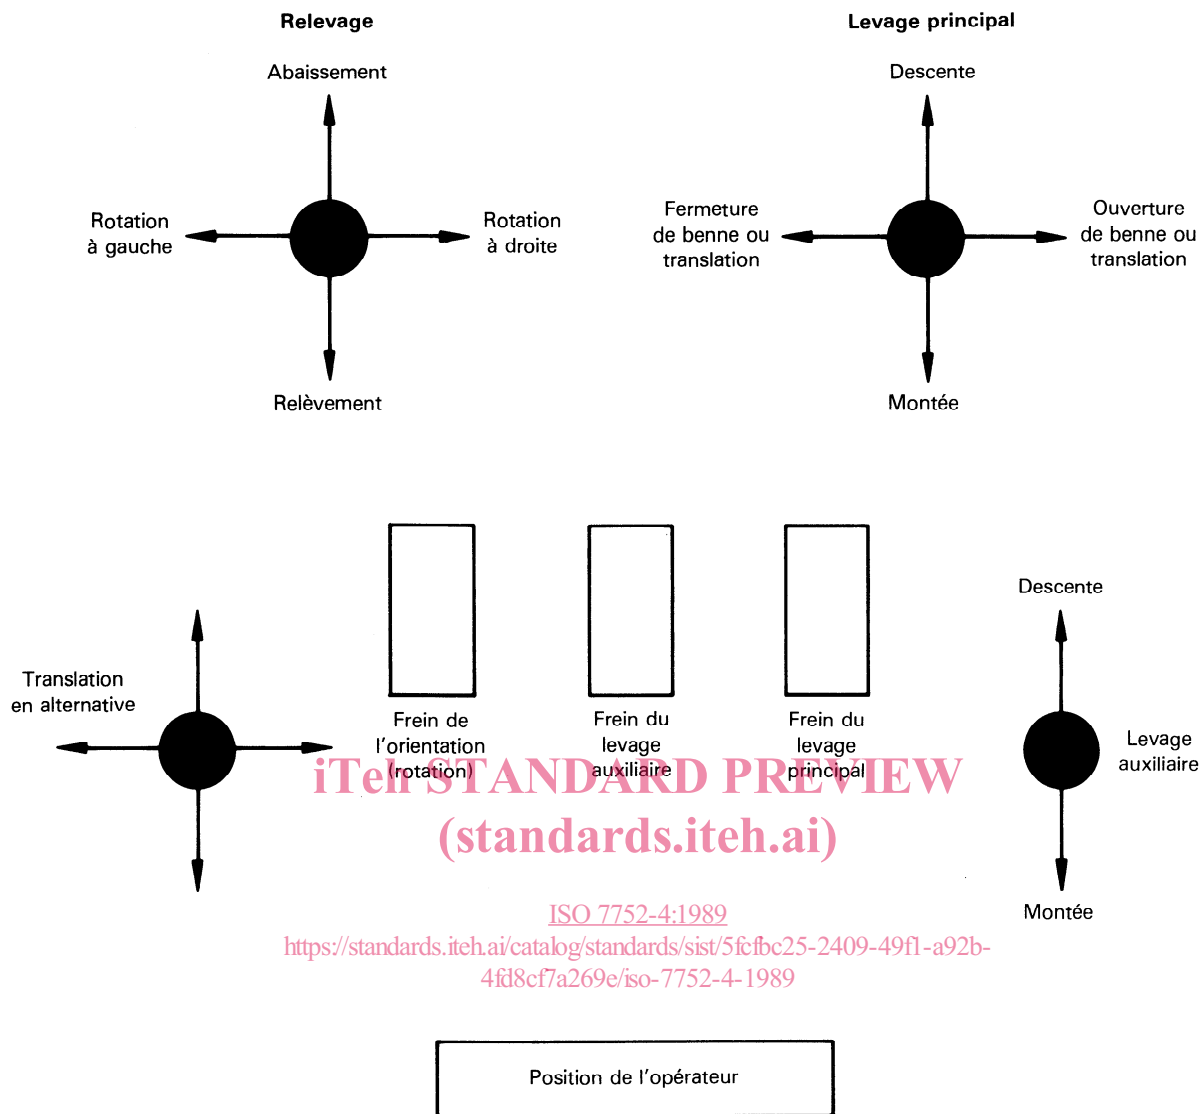 Relevage
Abaissement
Rotation
à gauche
Rotation
à droite
Relèvement
Levage principal
Descente
Fermeture
de benne ou
translation
Ouverture
de benne ou
translation
Montée
Translation
en alternative
Frein de
l'orientation
(rotation)
Frein du
levage
auxiliaire
Frein du
levage
principal
Descente
Levage
auxiliaire
Montée
iTeh STANDARD PREVIEW
(standards.iteh.ai)
ISO 7752-4:1989
https://standards.iteh.ai/catalog/standards/sist/5fcfbc25-2409-49f1-a92b-
4fd8cf7a269e/iso-7752-4-1989
Position de l'opérateur